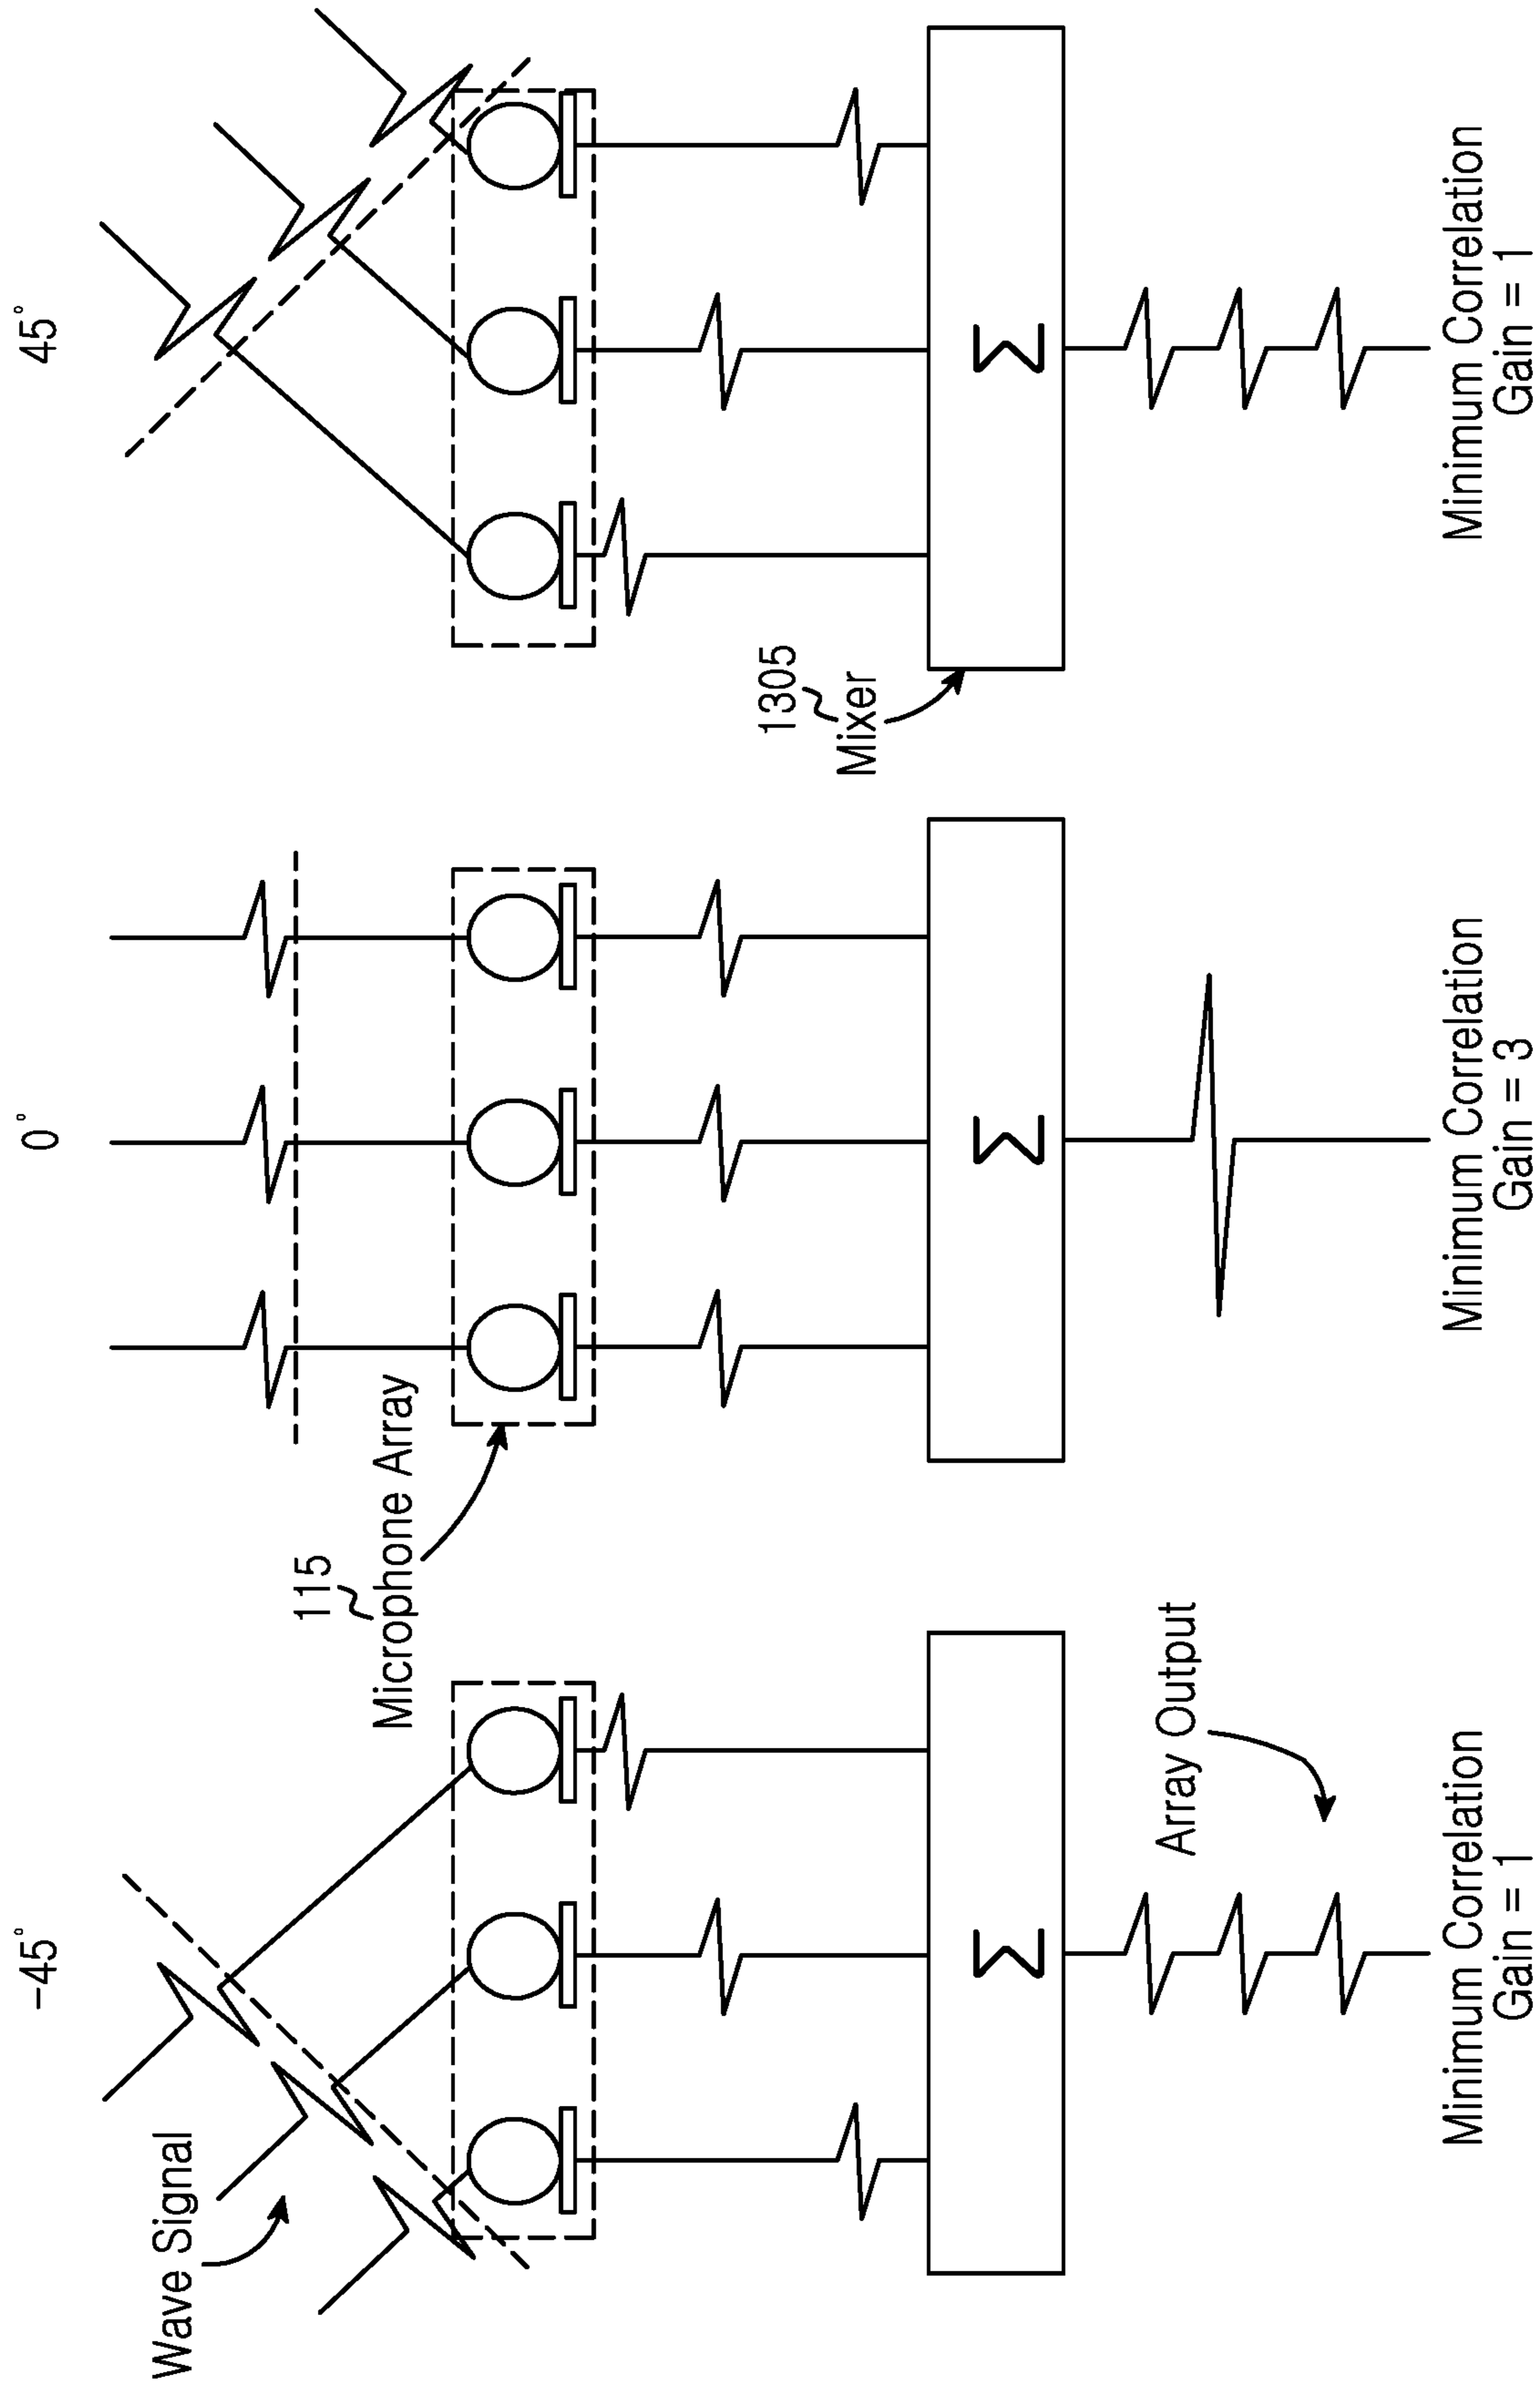 -45°
0°
45°
Wave Signal
115
Microphone Array
1305
Mixer
Σ
Σ
Σ
Array Output
Minimum Correlation
Gain = 1
Minimum Correlation
Gain = 3
Minimum Correlation
Gain = 1